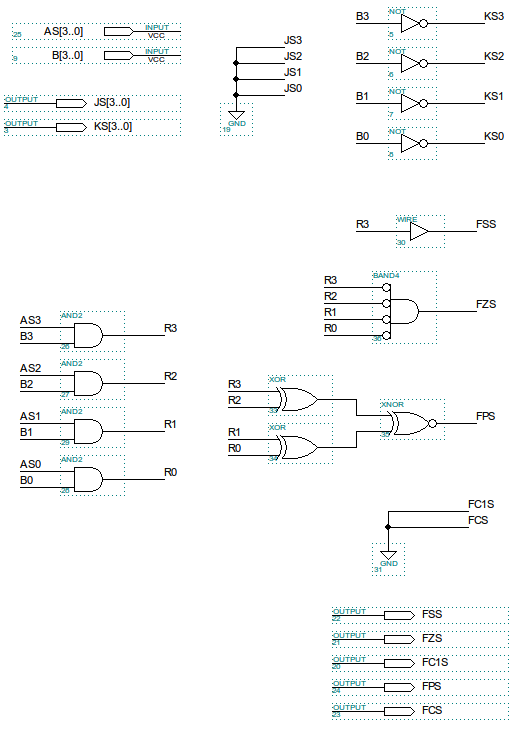 AS[3..0] INPUT VCC
25
B[3..0] INPUT VCC
9
OUTPUT JS[3..0]
4
OUTPUT KS[3..0]
3
JS3
JS2
JS1
JS0
GND
19
B3 NOT KS3
5
B2 NOT KS2
6
B1 NOT KS1
7
B0 NOT KS0
8
R3 WIRE FSS
30
BAND4
R3
R2
R1
R0
FZS
36
AND2
AS3
B3
R3
26
AND2
AS2
B2
R2
27
AND2
AS1
B1
R1
29
AND2
AS0
B0
R0
28
XOR
R3
R2
33
XOR
R1
R0
34
XNOR
FPS
35
FC1S
FCS
GND
31
OUTPUT FSS
22
OUTPUT FZS
21
OUTPUT FC1S
20
OUTPUT FPS
24
OUTPUT FCS
23